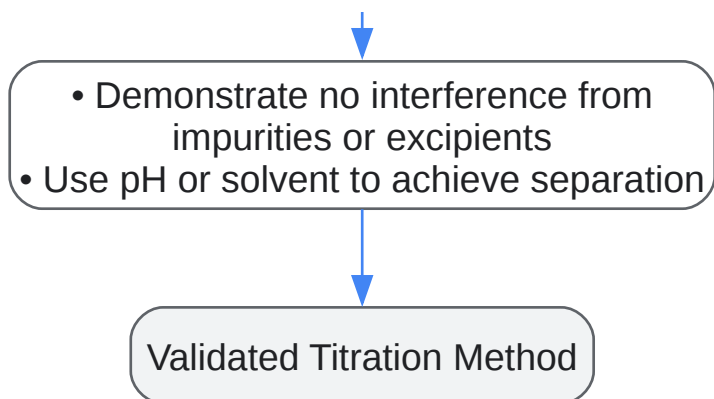 • Demonstrate no interference from
impurities or excipients
• Use pH or solvent to achieve separation
Validated Titration Method